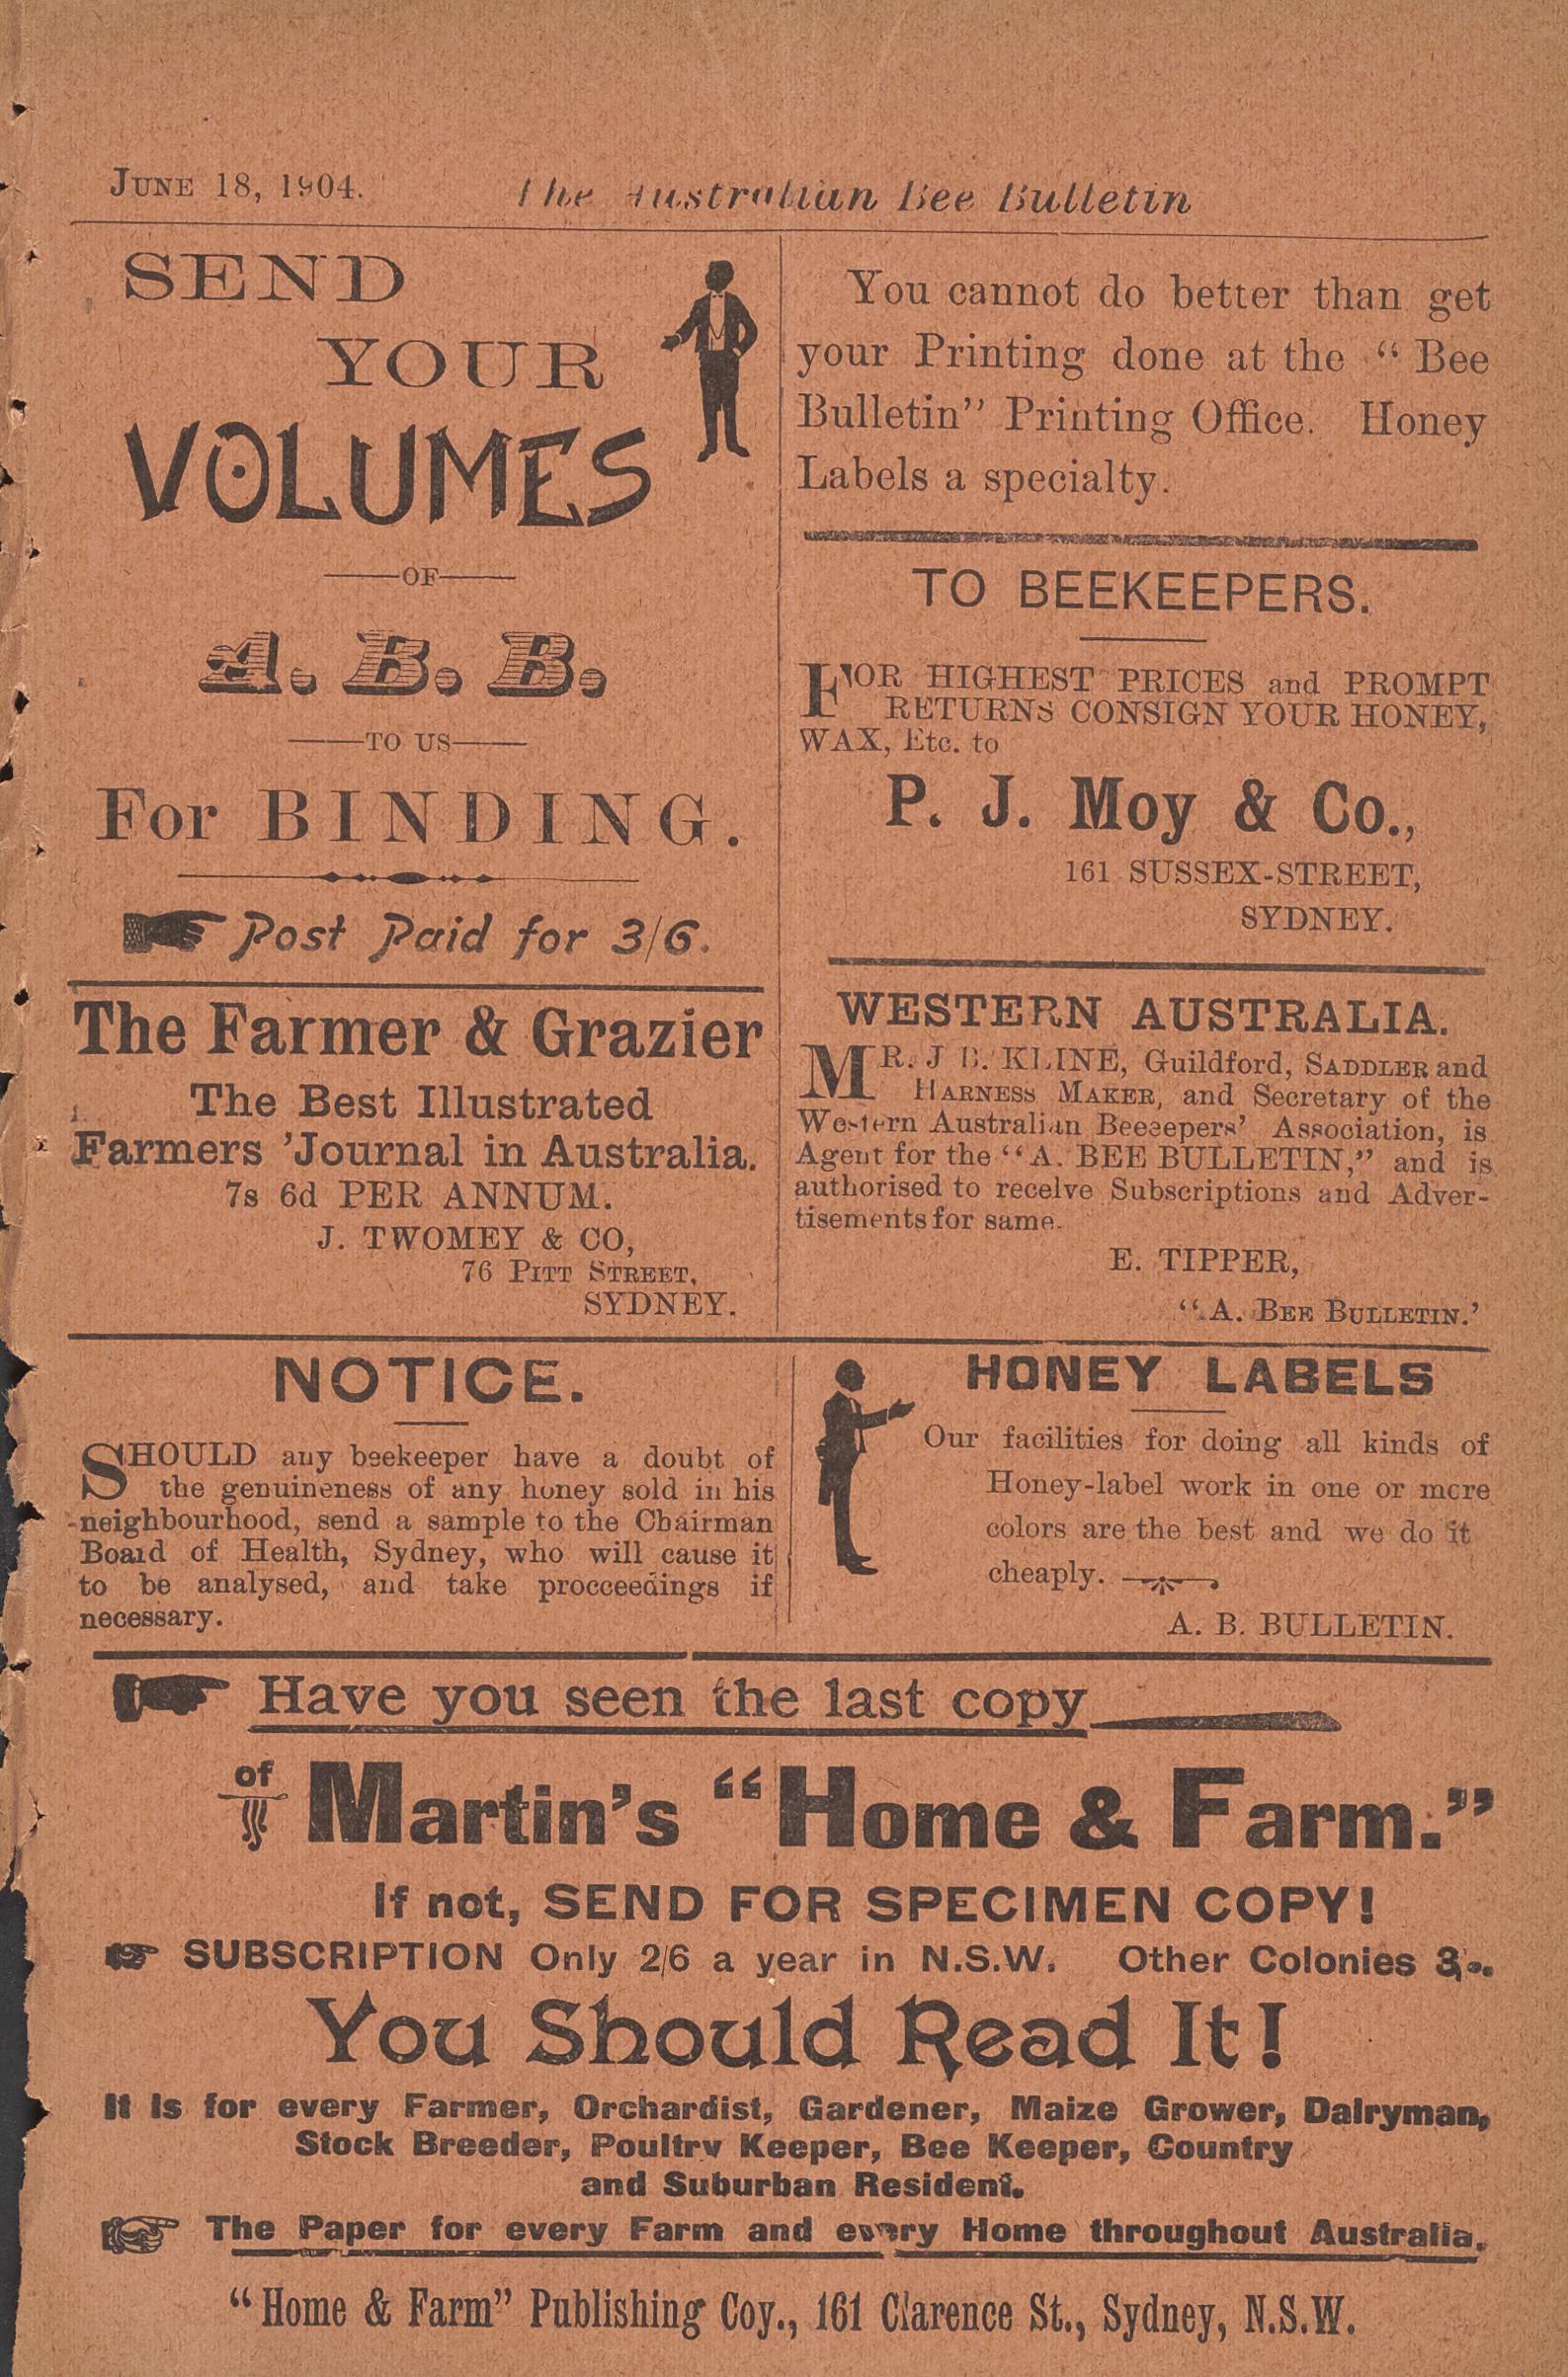 JUNE 18, 1904.
The Australian Bee Bulletin
SEND
YOUR
VOLUMES
OF
A. B. B.
TO US
For BINDING.
Post Paid for 3/6.
The Farmer & Grazier
The Best Illustrated
Farmers 'Journal in Australia.
7s 6d PER ANNUM.
J. TWOMEY & CO,
76 PITT STREET,
SYDNEY.
You cannot do better than get
your Printing done at the “ Bee
Bulletin” Printing Office. Honey
Labels a specialty.
TO BEEKEEPERS.
FOR HIGHEST PRICES and PROMPT
RETURNS CONSIGN YOUR HONEY,
WAX, Etc. to
P. J. Moy & Co.,
161 SUSSEX-STREET,
SYDNEY.
WESTERN AUSTRALIA.
MR. J B. KLINE, Guildford, SADDLER and
HARNESS MAKER, and Secretary of the
Western Australian Beeeepers’ Association, is
Agent for the “A. BEE BULLETIN,” and is
authorised to receive Subscriptions and Adver-
tisements for same.
E. TIPPER,
“A. BEE BULLETIN.’
NOTICE.
SHOULD any beekeeper have a doubt of
the genuineness of any honey sold in his
neighbourhood, send a sample to the Chairman
Board of Health, Sydney, who will cause it
to be analysed, and take procceedings if
necessary.
HONEY LABELS
Our facilities for doing all kinds of
Honey-label work in one or more
colors are the best and we do it
cheaply.
A. B. BULLETIN.
Have you seen the last copy
of Martin’s “Home & Farm.”
If not, SEND FOR SPECIMEN COPY!
SUBSCRIPTION Only 2/6 a year in N.S.W. Other Colonies 3/-.
You Should Read It!
It Is for every Farmer, Orchardist, Gardener, Maize Grower, Dairyman,
Stock Breeder, Poultry Keeper, Bee Keeper, Country
and Suburban Resident.
The Paper for every Farm and every Home throughout Australia.
“Home & Farm” Publishing Coy., 161 Clarence St., Sydney, N.S.W.